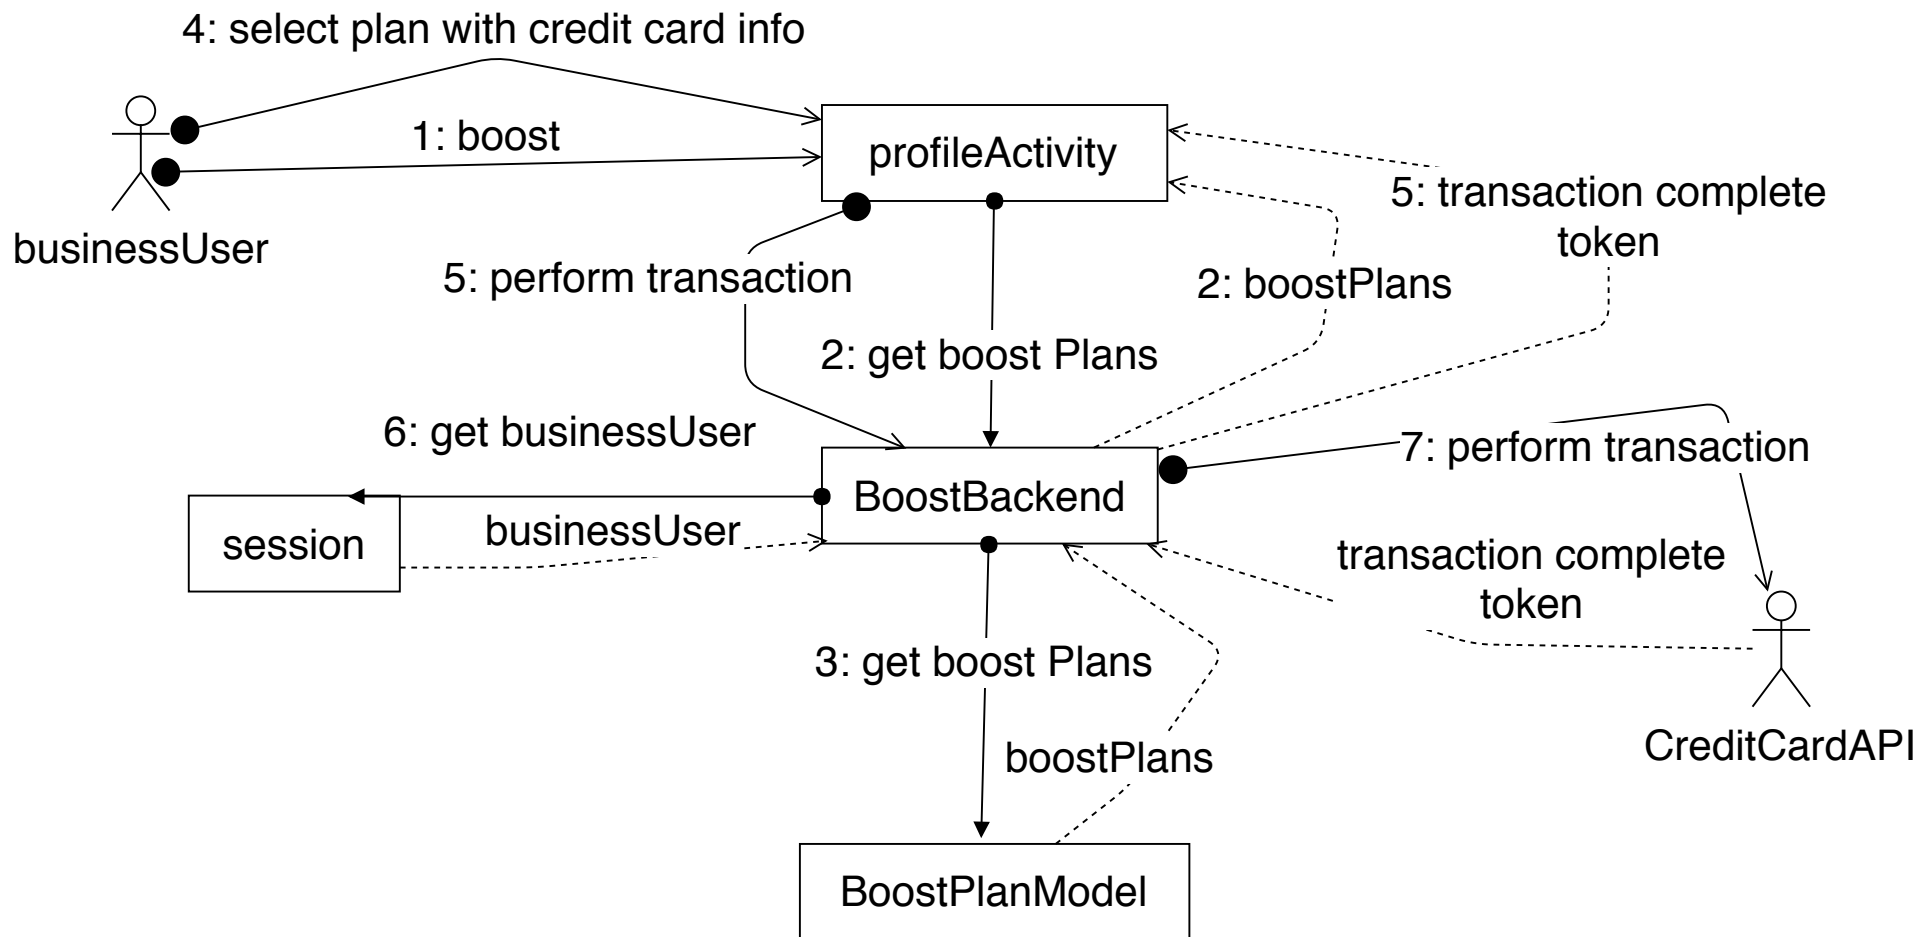 4: select plan with credit card info
1: boost
profileActivity
businessUser
5: transaction complete
token
5: perform transaction
2: boostPlans
2: get boost Plans
6: get businessUser
7: perform transaction
BoostBackend
session
businessUser
transaction complete
token
3: get boost Plans
CreditCardAPI
boostPlans
BoostPlanModel